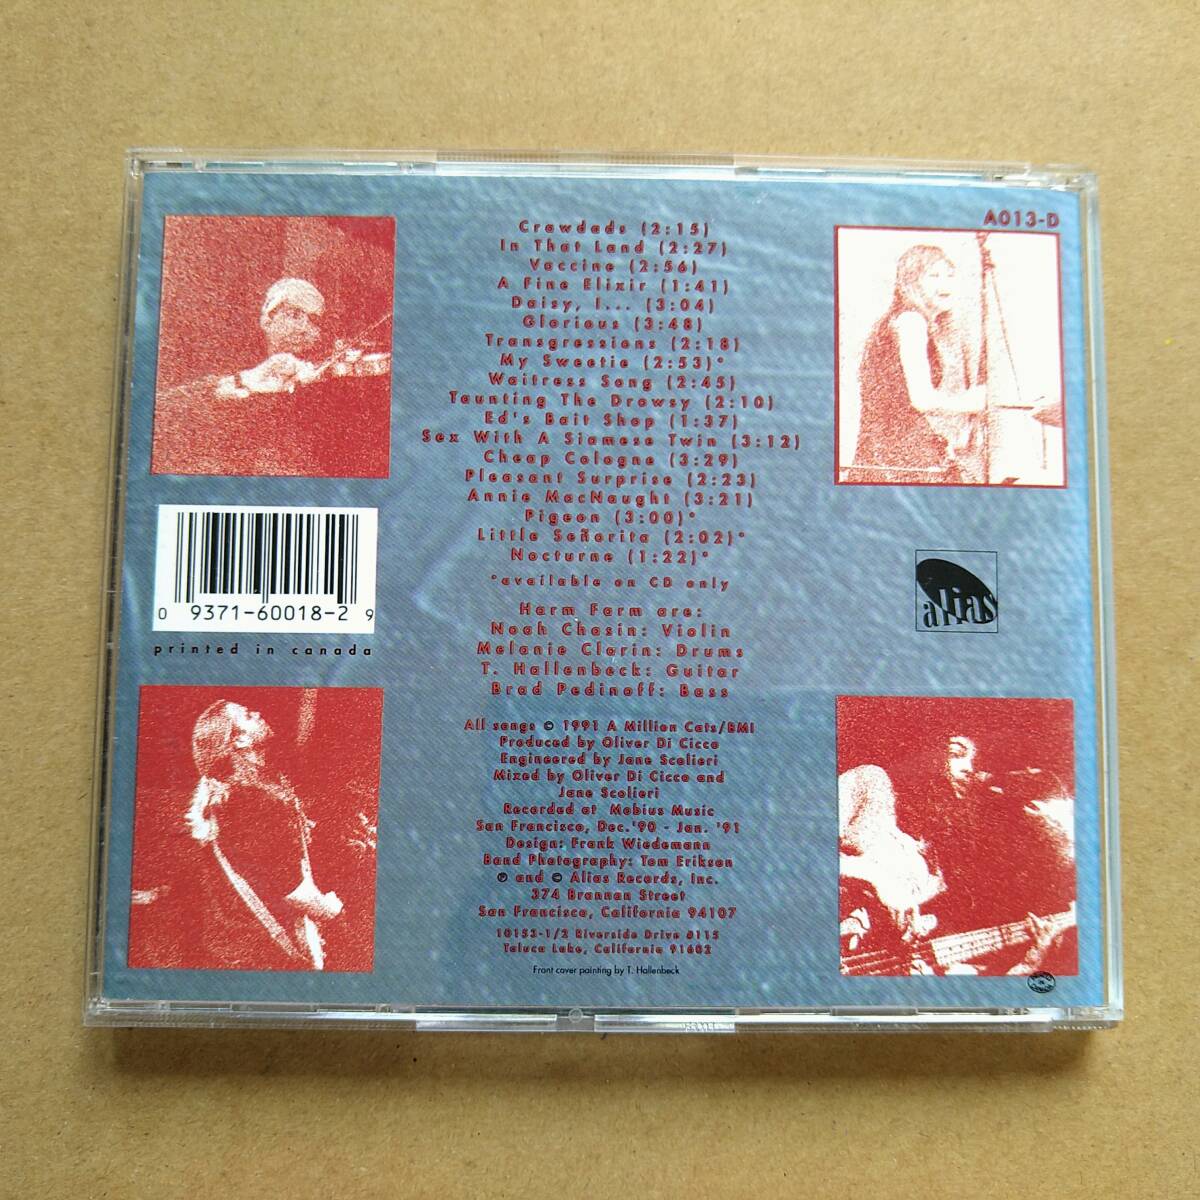 A013-D
Crawdads (2:15)
In That Land (2:27)
Vaccine (2:56)
A Fine Elixir (1:41)
Daisy, I... (3:04)
Glorious (3:48)
Transgressions (2:18)
My Sweetie (2:53)*
Waitress Song (2:45)
Taunting The Drowsy (2:10)
Ed's Bait Shop (1:37)
Sex With A Siamese Twin (3:12)
Cheap Cologne (3:29)
Pleasant Surprise (2:23)
Annie MacNaught (3:21)
Pigeon (3:00)*
Little Señorita (2:02)*
Nocturne (1:22)*
*available on CD only
Harm Farm are:
Noah Chasin: Violin
Melanie Clarin: Drums
T. Hallenbeck: Guitar
Brad Pedinoff: Bass
All songs © 1991 A Million Cats/BMI
Produced by Oliver Di Cicco
Engineered by Jane Scolieri
Mixed by Oliver Di Cicco and
Jane Scolieri
Recorded at Mobius Music
San Francisco, Dec.'90 - Jan. '91
Design: Frank Wiedemann
Band Photography: Tom Erikson
℗ and © Alias Records, Inc.
374 Brannan Street
San Francisco, California 94107
10153-1/2 Riverside Drive #115
Toluca Lake, California 91602
Front cover painting by T. Hallenbeck
0 9371-60018-2 9
printed in canada
alias